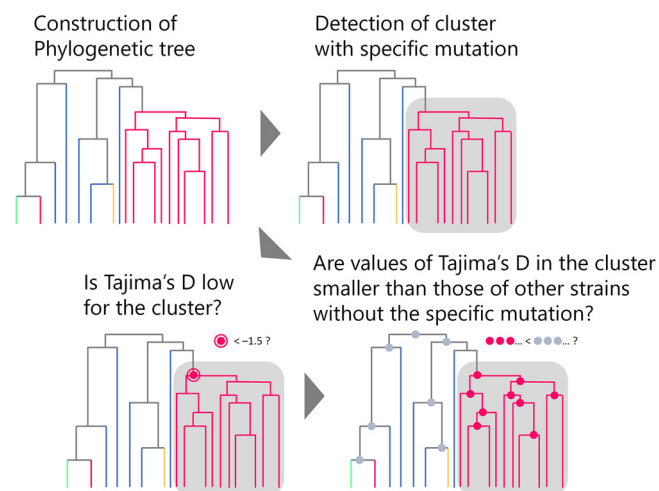 Construction of
Phylogenetic tree
Detection of cluster
with specific mutation
Is Tajima's D low
for the cluster?
< −1.5 ?
Are values of Tajima's D in the cluster
smaller than those of other strains
without the specific mutation?
... < ... ?